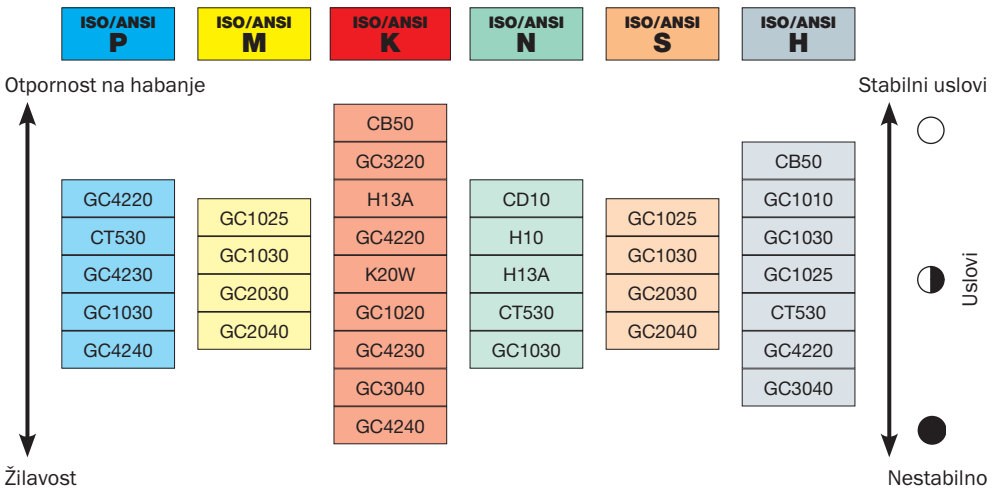 ISO/ANSI
P
ISO/ANSI
M
ISO/ANSI
K
ISO/ANSI
N
ISO/ANSI
S
ISO/ANSI
H
Otpornost na habanje
Stabilni uslovi
GC4220
CT530
GC4230
GC1030
GC4240
GC1025
GC1030
GC2030
GC2040
CB50
GC3220
H13A
GC4220
K20W
GC1020
GC4230
GC3040
GC4240
CD10
H10
H13A
CT530
GC1030
GC1025
GC1030
GC2030
GC2040
CB50
GC1010
GC1030
GC1025
CT530
GC4220
GC3040
Uslovi
Žilavost
Nestabilno